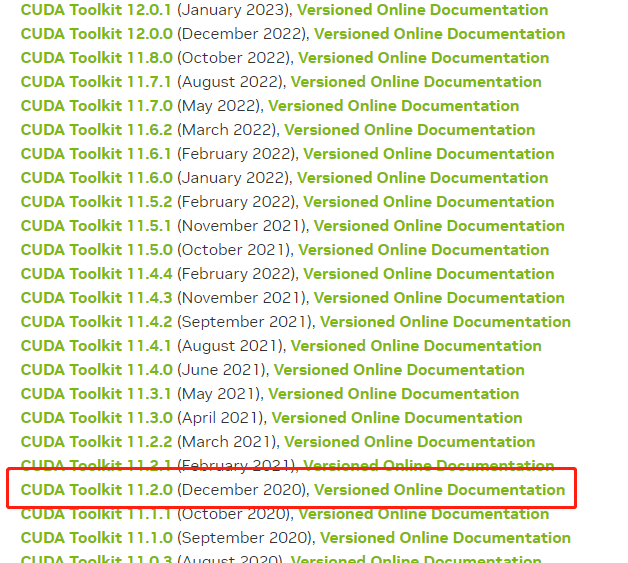 CUDA Toolkit 12.0.1 (January 2023), Versioned Online Documentation
CUDA Toolkit 12.0.0 (December 2022), Versioned Online Documentation
CUDA Toolkit 11.8.0 (October 2022), Versioned Online Documentation
CUDA Toolkit 11.7.1 (August 2022), Versioned Online Documentation
CUDA Toolkit 11.7.0 (May 2022), Versioned Online Documentation
CUDA Toolkit 11.6.2 (March 2022), Versioned Online Documentation
CUDA Toolkit 11.6.1 (February 2022), Versioned Online Documentation
CUDA Toolkit 11.6.0 (January 2022), Versioned Online Documentation
CUDA Toolkit 11.5.2 (February 2022), Versioned Online Documentation
CUDA Toolkit 11.5.1 (November 2021), Versioned Online Documentation
CUDA Toolkit 11.5.0 (October 2021), Versioned Online Documentation
CUDA Toolkit 11.4.4 (February 2022), Versioned Online Documentation
CUDA Toolkit 11.4.3 (November 2021), Versioned Online Documentation
CUDA Toolkit 11.4.2 (September 2021), Versioned Online Documentation
CUDA Toolkit 11.4.1 (August 2021), Versioned Online Documentation
CUDA Toolkit 11.4.0 (June 2021), Versioned Online Documentation
CUDA Toolkit 11.3.1 (May 2021), Versioned Online Documentation
CUDA Toolkit 11.3.0 (April 2021), Versioned Online Documentation
CUDA Toolkit 11.2.2 (March 2021), Versioned Online Documentation
CUDA Toolkit 11.2.1 (February 2021), Versioned Online Documentation
CUDA Toolkit 11.2.0 (December 2020), Versioned Online Documentation
CUDA Toolkit 11.1.1 (October 2020), Versioned Online Documentation
CUDA Toolkit 11.1.0 (September 2020), Versioned Online Documentation
CUDA Toolkit 11.0.3 (August 2020), Versioned Online Documentation